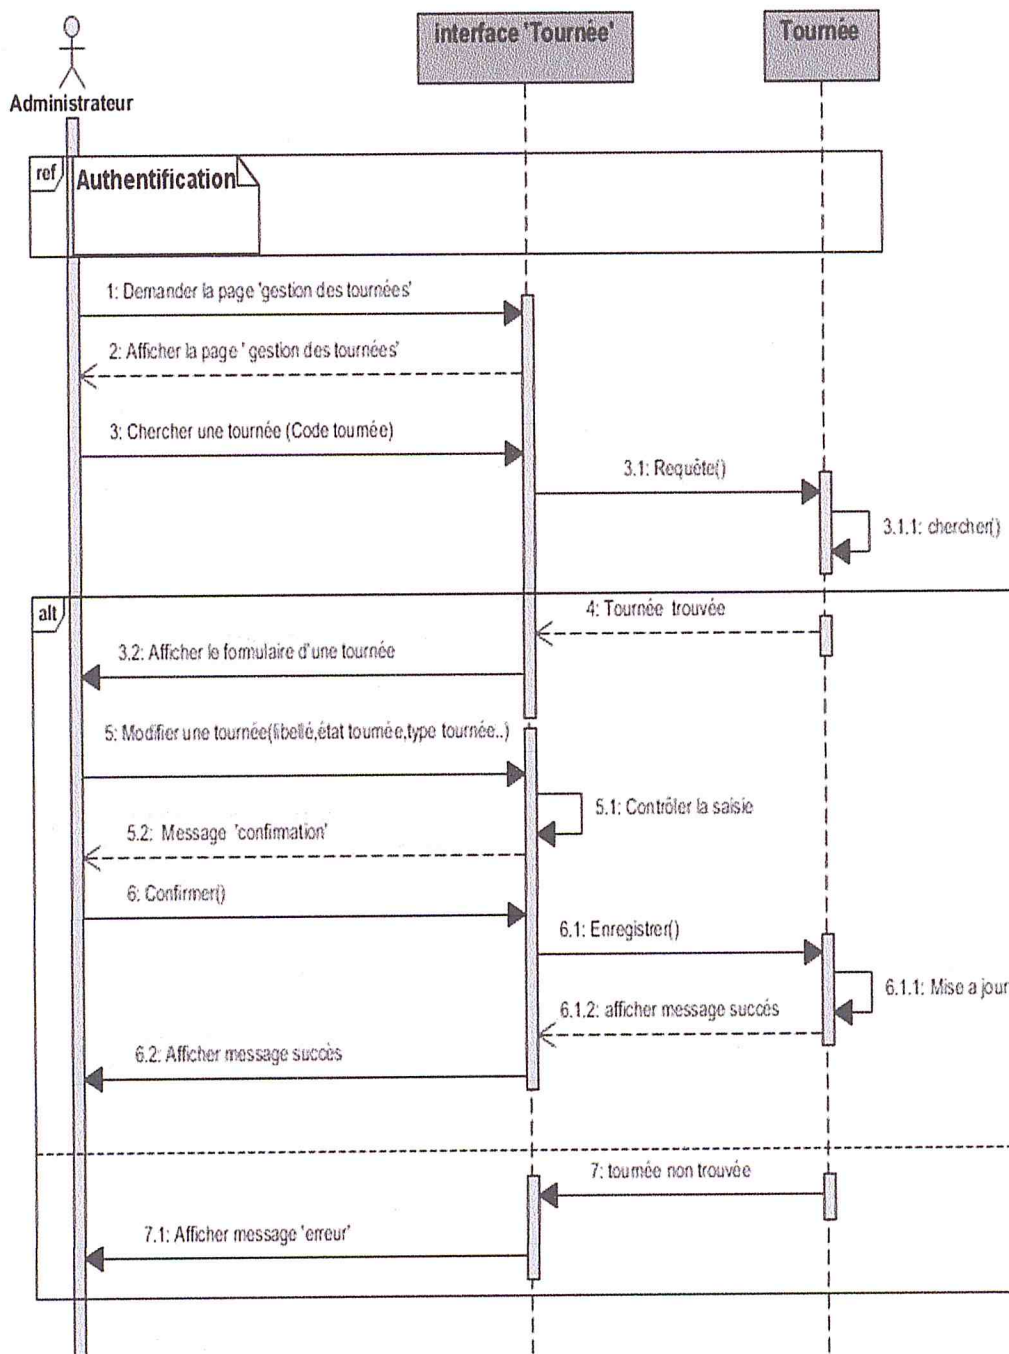 interface 'Tournée'
Tournée
Administrateur
ref
Authentification
1: Demander la page 'gestion des tournées'
2: Afficher la page ' gestion des tournées'
3: Chercher une tournée (Code tournée)
3.1: Requête()
3.1.1: chercher()
alt
4: Tournée trouvée
3.2: Afficher le formulaire d'une tournée
5: Modifier une tournée(libellé,état tournée,type tournée..)
5.1: Contrôler la saisie
5.2: Message 'confirmation'
6: Confirmer()
6.1: Enregistrer()
6.1.1: Mise a jour
6.1.2: afficher message succès
6.2: Afficher message succès
7: tournée non trouvée
7.1: Afficher message 'erreur'